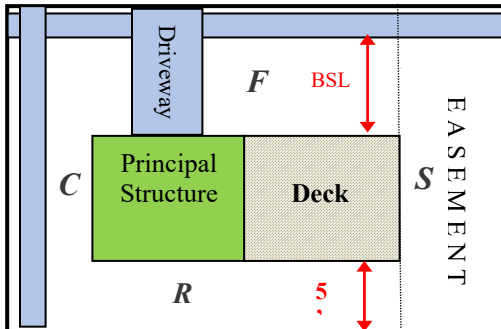 Driveway
F
BSL
C
Principal
Structure
Deck
S
EASEMENT
R
5'